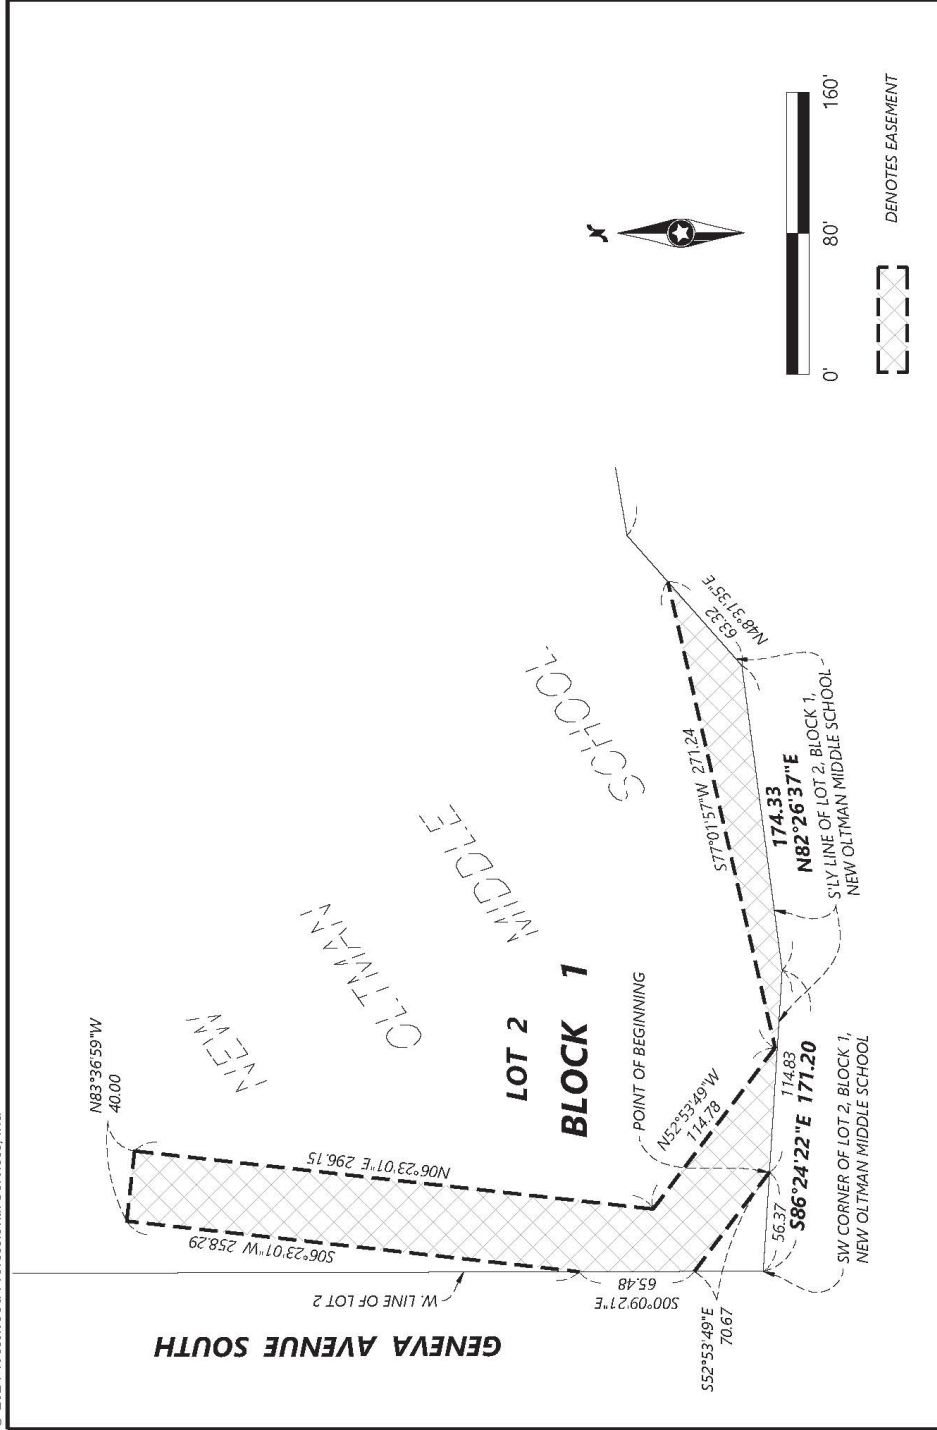 N83°36'59"W
40.00
NEW
OLTMAN
MIDDLE
SCHOOL
N06°23'01"E 296.15
S06°23'01"W 258.29
W. LINE OF LOT 2
GENEVA AVENUE SOUTH
S00°09'21"E
65.48
S52°53'49"E
70.67
LOT 2
BLOCK 1
POINT OF BEGINNING
N52°53'49"W
114.78
56.37
114.83
S86°24'22"E 171.20
SW CORNER OF LOT 2, BLOCK 1,
NEW OLTMAN MIDDLE SCHOOL
S77°01'57"W 271.24
174.33
N82°26'37"E
S'LY LINE OF LOT 2, BLOCK 1,
NEW OLTMAN MIDDLE SCHOOL
63.32
N48°31'35"E
N
0'
80'
160'
DENOTES EASEMENT